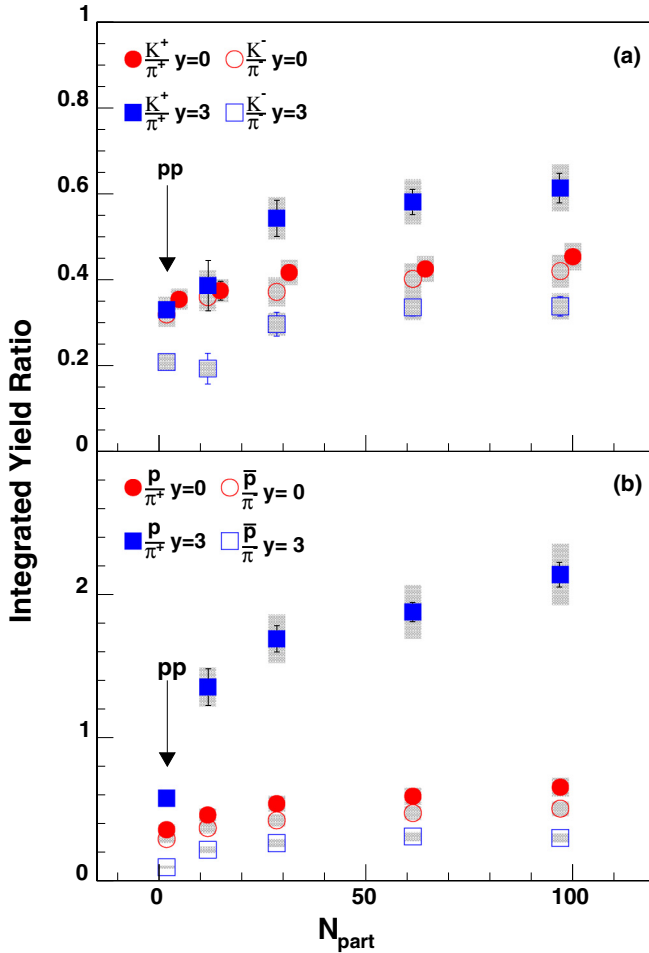 Integrated Yield Ratio
1
0.8
0.6
0.4
0.2
0
(a)
K+/π+ y=0 K-/π- y=0
K+/π+ y=3 K-/π- y=3
pp
(b)
p/π+ y=0 p̅/π- y = 0
p/π+ y=3 p̅/π- y = 3
pp
2
1
0
0 50 100
Npart